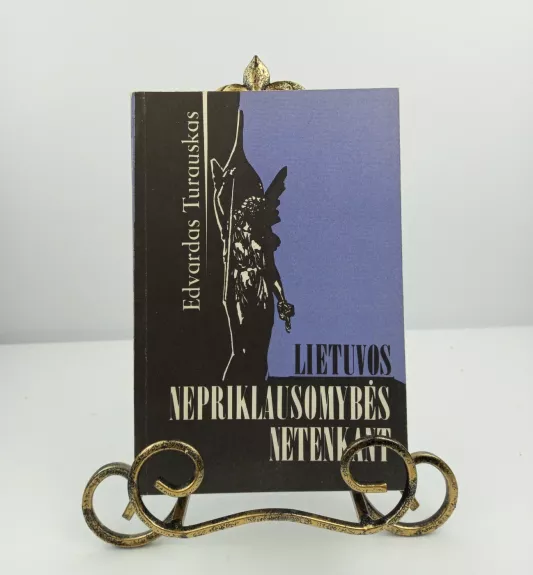 Edvardas Turauskas
LIETUVOS
NEPRIKLAUSOMYBĖS
NETENKANT